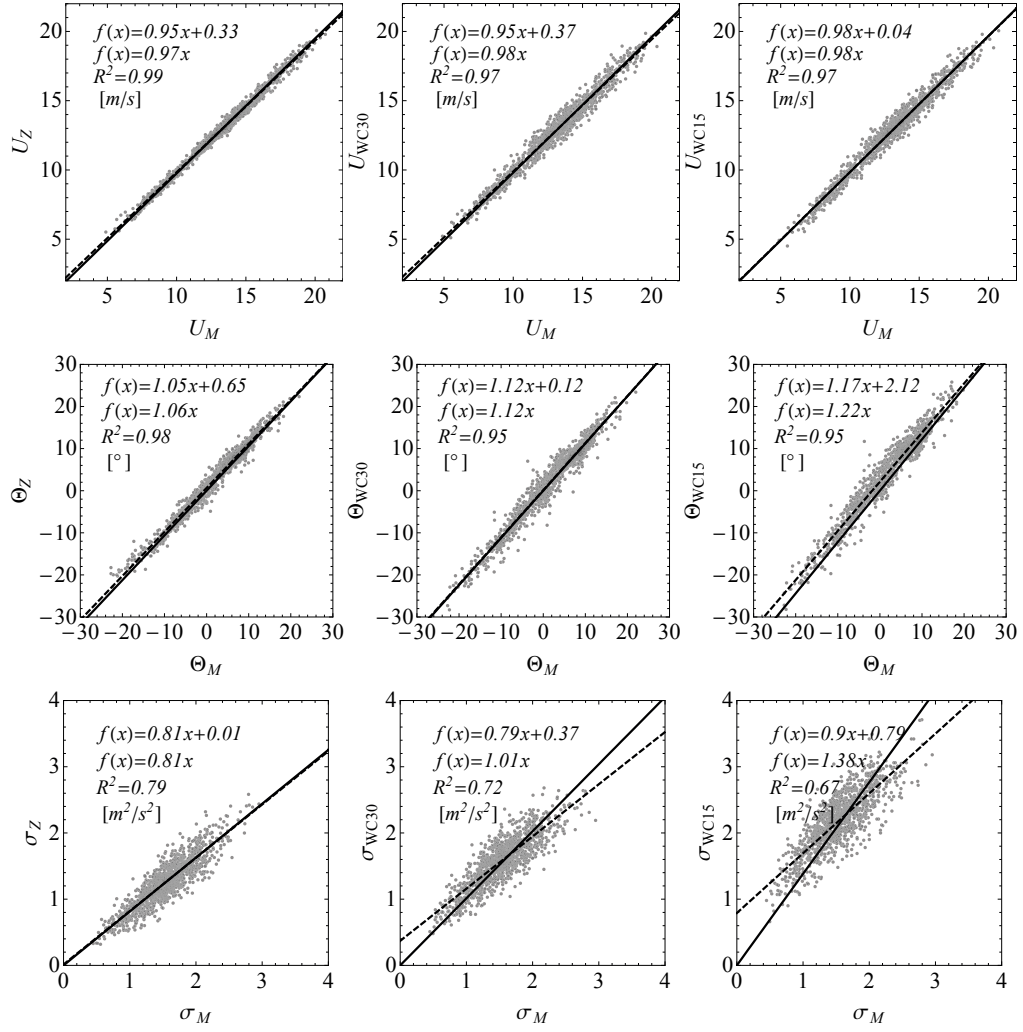 f(x)=0.95x+0.33
f(x)=0.97x
R²=0.99
[m/s]
20
15
10
5
5 10 15 20
U_Z
U_M
f(x)=0.95x+0.37
f(x)=0.98x
R²=0.97
[m/s]
20
15
10
5
5 10 15 20
U_WC30
U_M
f(x)=0.98x+0.04
f(x)=0.98x
R²=0.97
[m/s]
20
15
10
5
5 10 15 20
U_WC15
U_M
f(x)=1.05x+0.65
f(x)=1.06x
R²=0.98
[°]
30
20
10
0
−10
−20
−30
−30 −20 −10 0 10 20 30
Θ_Z
Θ_M
f(x)=1.12x+0.12
f(x)=1.12x
R²=0.95
[°]
30
20
10
0
−10
−20
−30
−30 −20 −10 0 10 20 30
Θ_WC30
Θ_M
f(x)=1.17x+2.12
f(x)=1.22x
R²=0.95
[°]
30
20
10
0
−10
−20
−30
−30 −20 −10 0 10 20 30
Θ_WC15
Θ_M
f(x)=0.81x+0.01
f(x)=0.81x
R²=0.79
[m²/s²]
4
3
2
1
0
0 1 2 3 4
σ_Z
σ_M
f(x)=0.79x+0.37
f(x)=1.01x
R²=0.72
[m²/s²]
4
3
2
1
0
0 1 2 3 4
σ_WC30
σ_M
f(x)=0.9x+0.79
f(x)=1.38x
R²=0.67
[m²/s²]
4
3
2
1
0
0 1 2 3 4
σ_WC15
σ_M